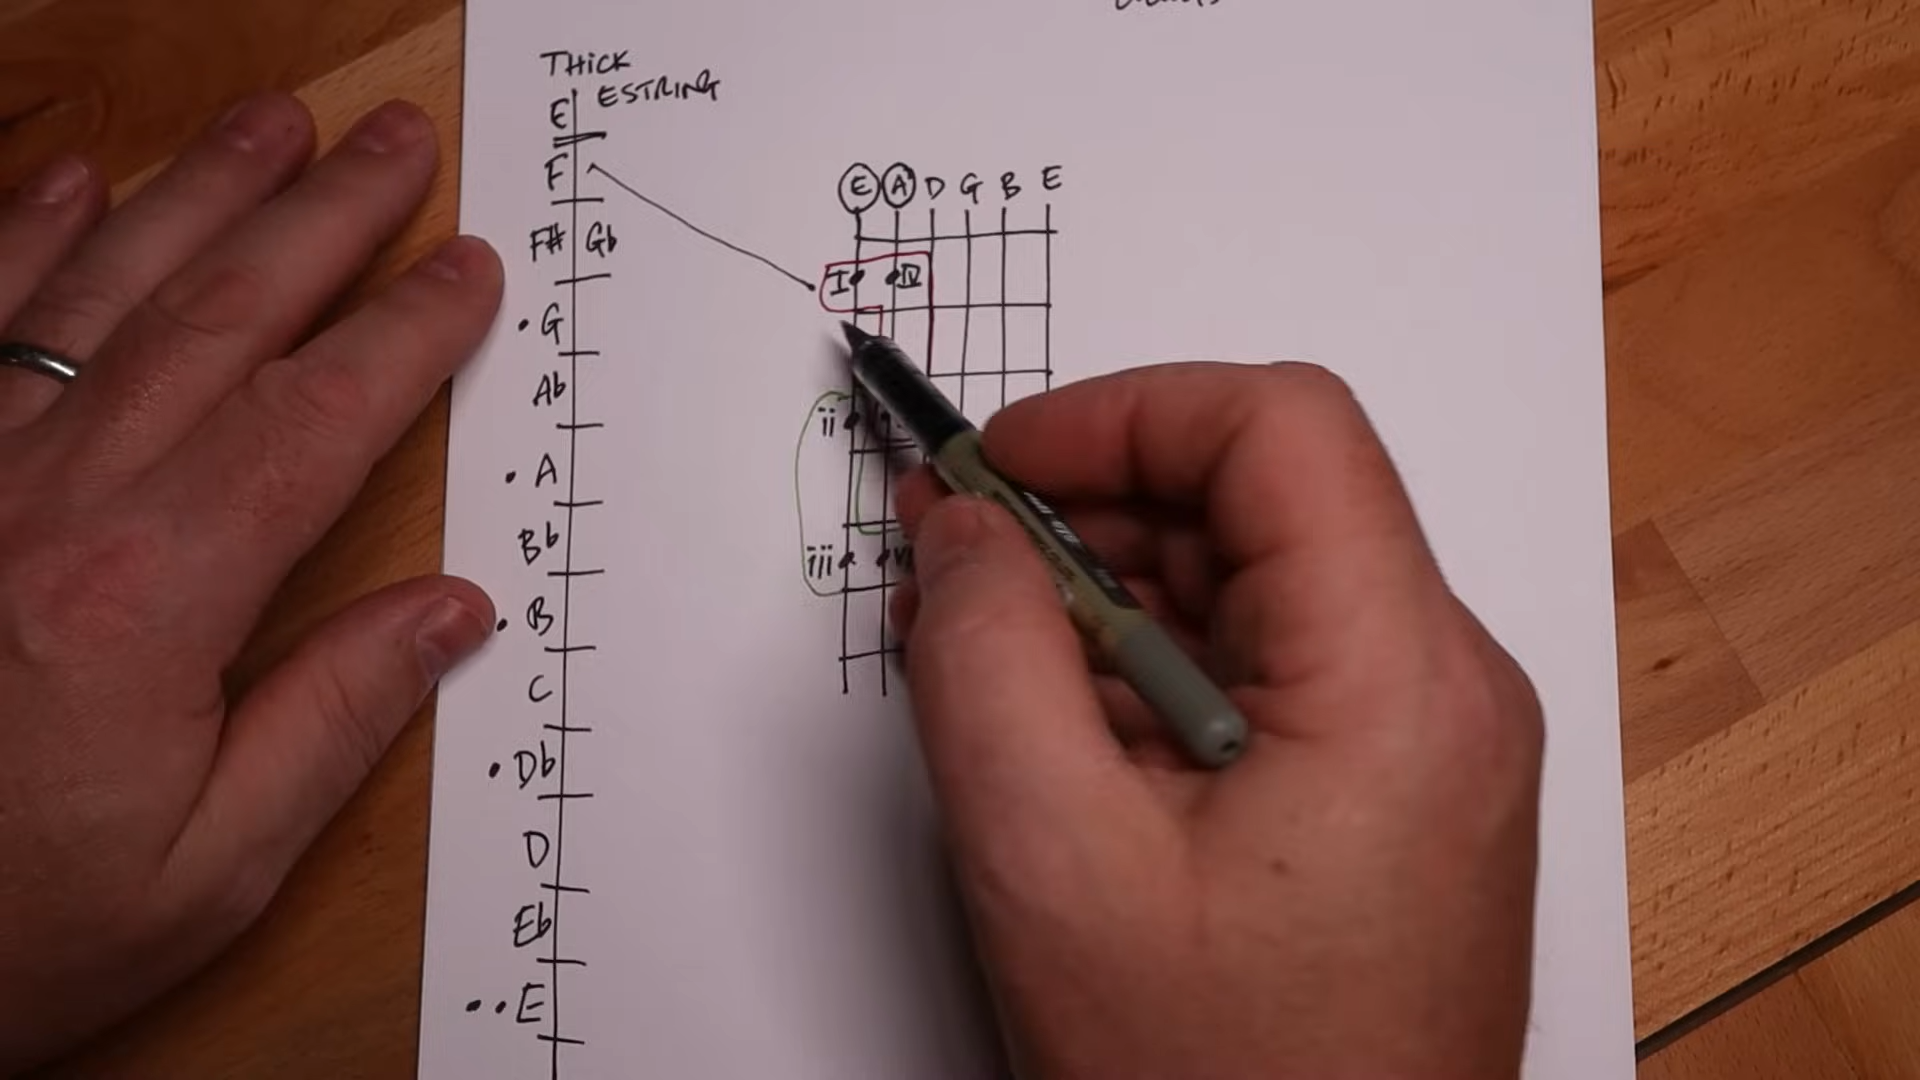 THICK
E STRING
E
F
F# Gb
• G
Ab
• A
Bb
• B
C
• Db
D
Eb
•• E
E A D G B E
I IV
ii
iii